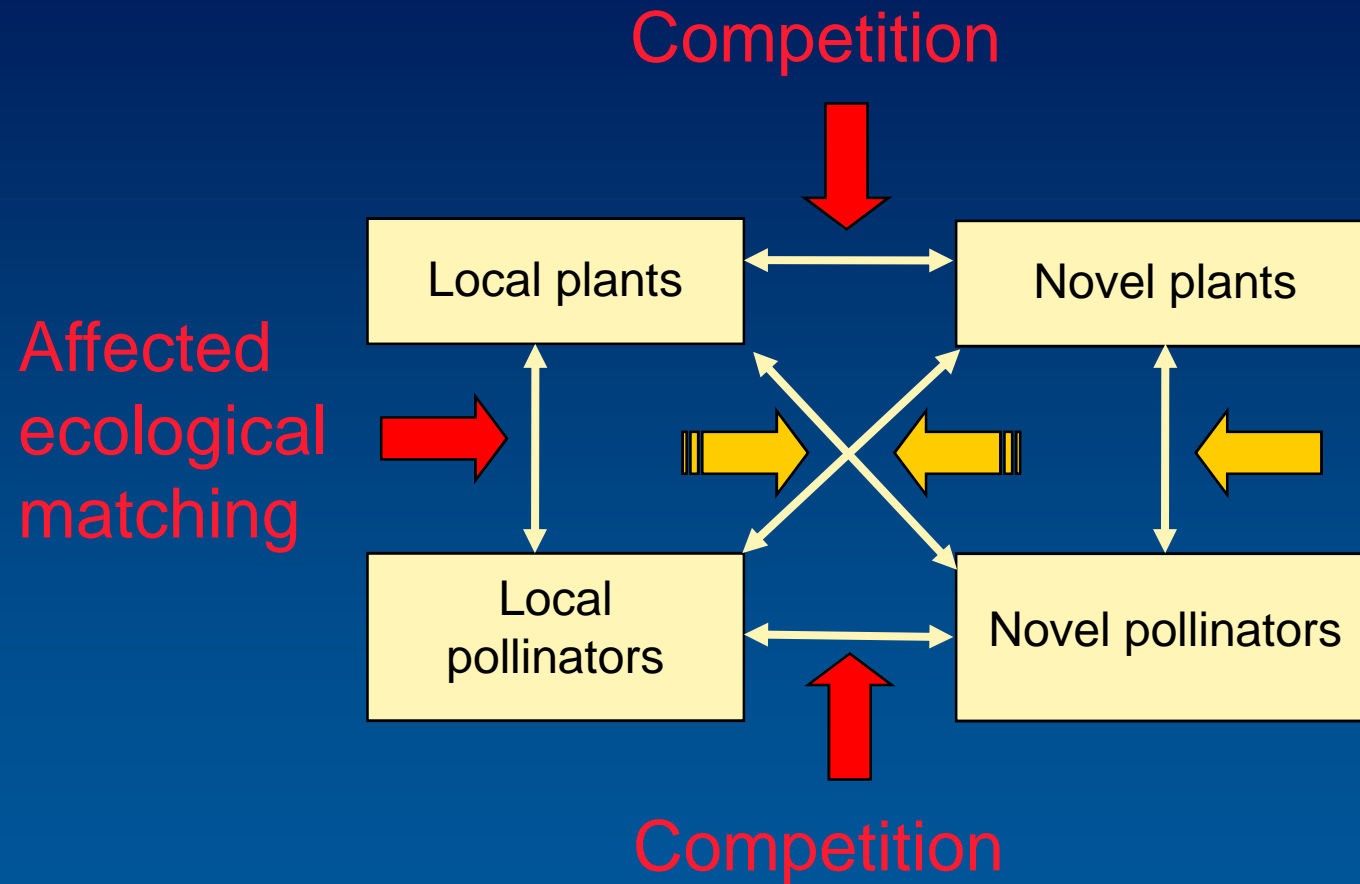 Competition
Local plants
Novel plants
Affected
ecological
matching
Local
pollinators
Novel pollinators
Competition